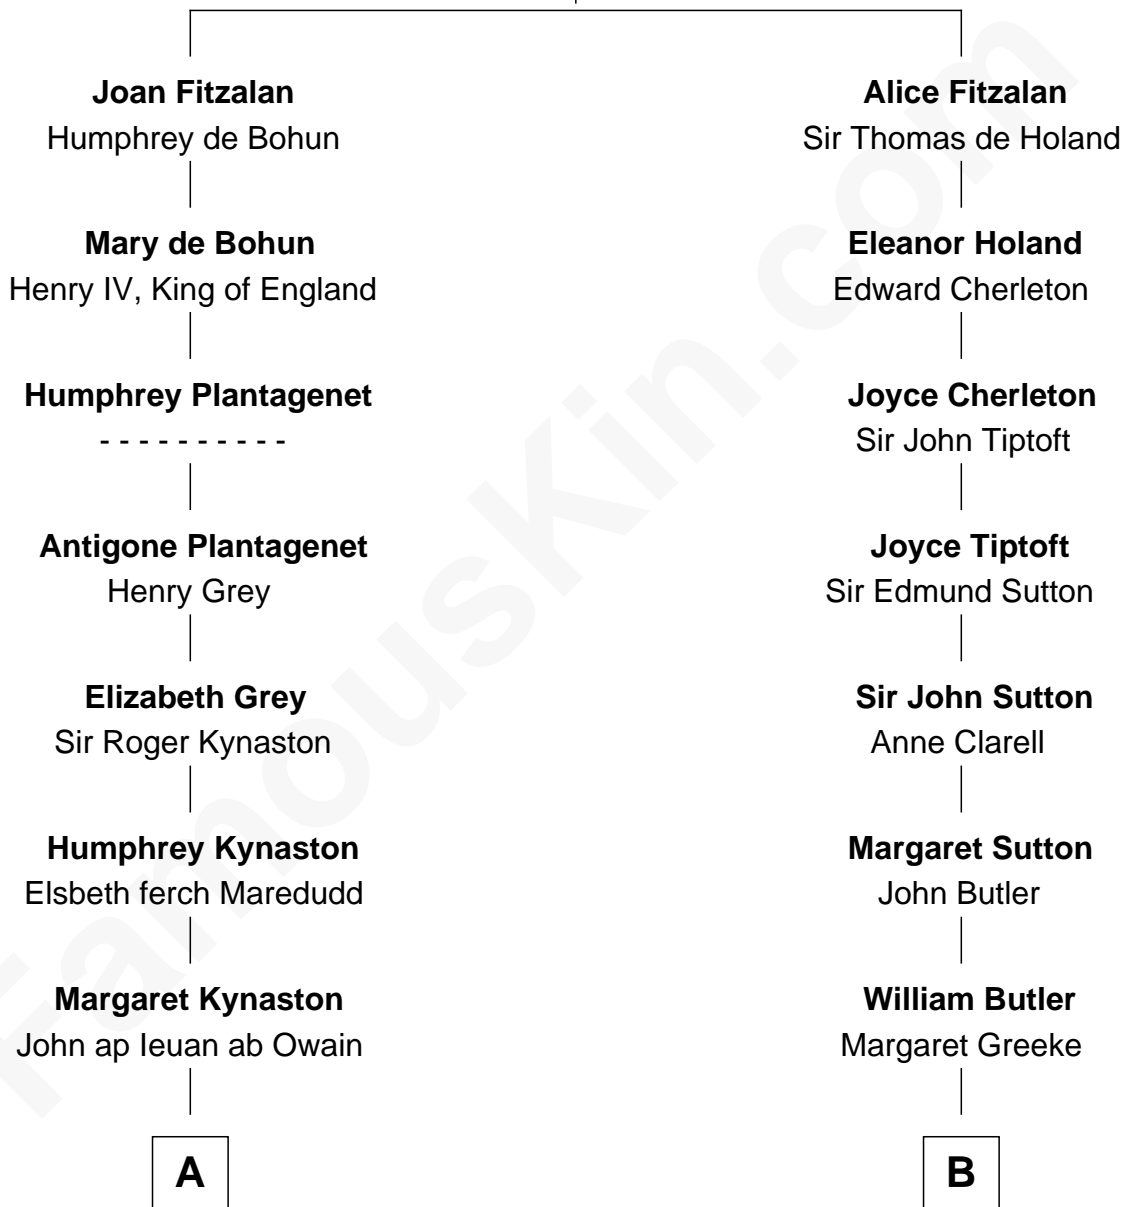 Joan Fitzalan
Humphrey de Bohun
Mary de Bohun
Henry IV, King of England
Humphrey Plantagenet
- - - - - - - - - -
Antigone Plantagenet
Henry Grey
Elizabeth Grey
Sir Roger Kynaston
Humphrey Kynaston
Elsbeth ferch Maredudd
Margaret Kynaston
John ap Ieuan ab Owain
A
Alice Fitzalan
Sir Thomas de Holand
Eleanor Holand
Edward Cherleton
Joyce Cherleton
Sir John Tiptoft
Joyce Tiptoft
Sir Edmund Sutton
Sir John Sutton
Anne Clarell
Margaret Sutton
John Butler
William Butler
Margaret Greeke
B
FamousKin.com